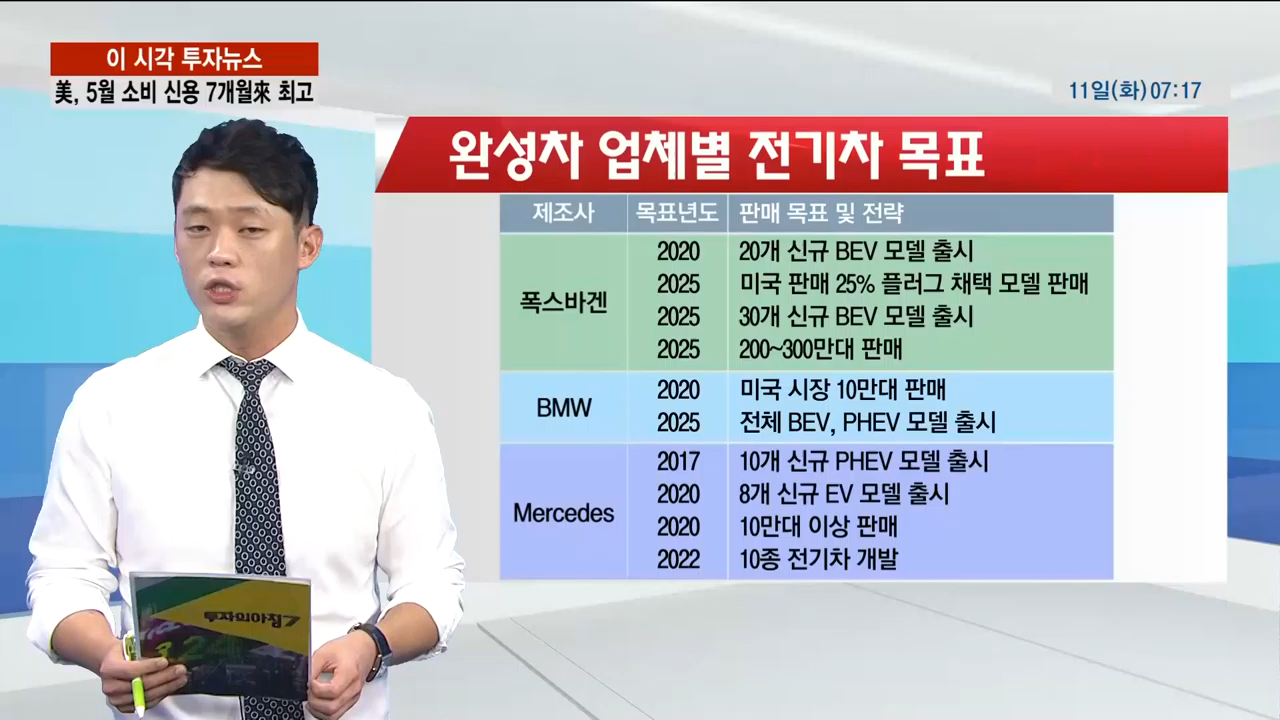 이 시각 투자뉴스
美, 5월 소비 신용 7개월來 최고
11일(화) 07:17
완성차 업체별 전기차 목표
제조사 목표년도 판매 목표 및 전략
폭스바겐
2020 20개 신규 BEV 모델 출시
2025 미국 판매 25% 플러그 채택 모델 판매
2025 30개 신규 BEV 모델 출시
2025 200~300만대 판매
BMW
2020 미국 시장 10만대 판매
2025 전체 BEV, PHEV 모델 출시
Mercedes
2017 10개 신규 PHEV 모델 출시
2020 8개 신규 EV 모델 출시
2020 10만대 이상 판매
2022 10종 전기차 개발
투자의아침7